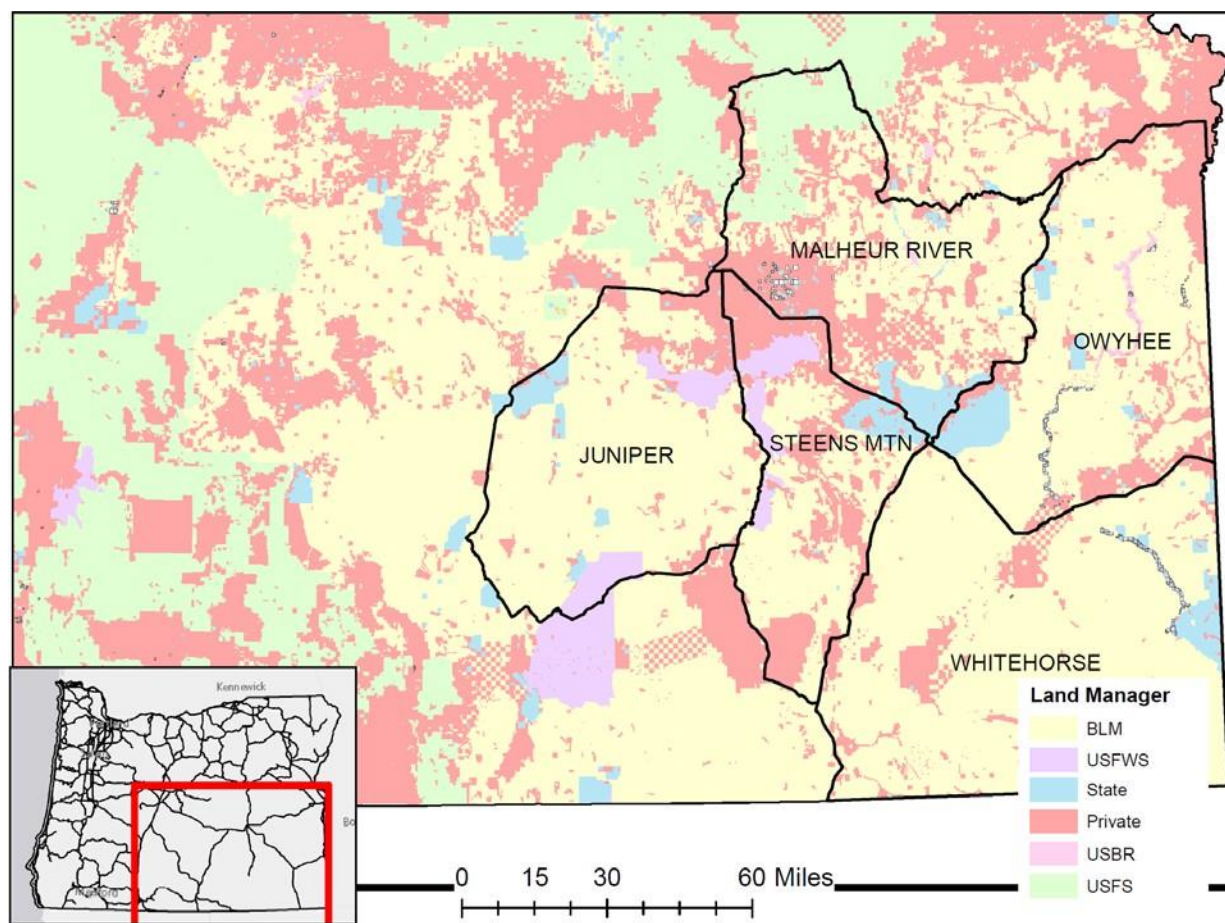 MALHEUR RIVER
OWYHEE
JUNIPER
STEENS MTN
WHITEHORSE
Land Manager
BLM
USFWS
State
Private
USBR
USFS
Kennewick
0 15 30 60 Miles